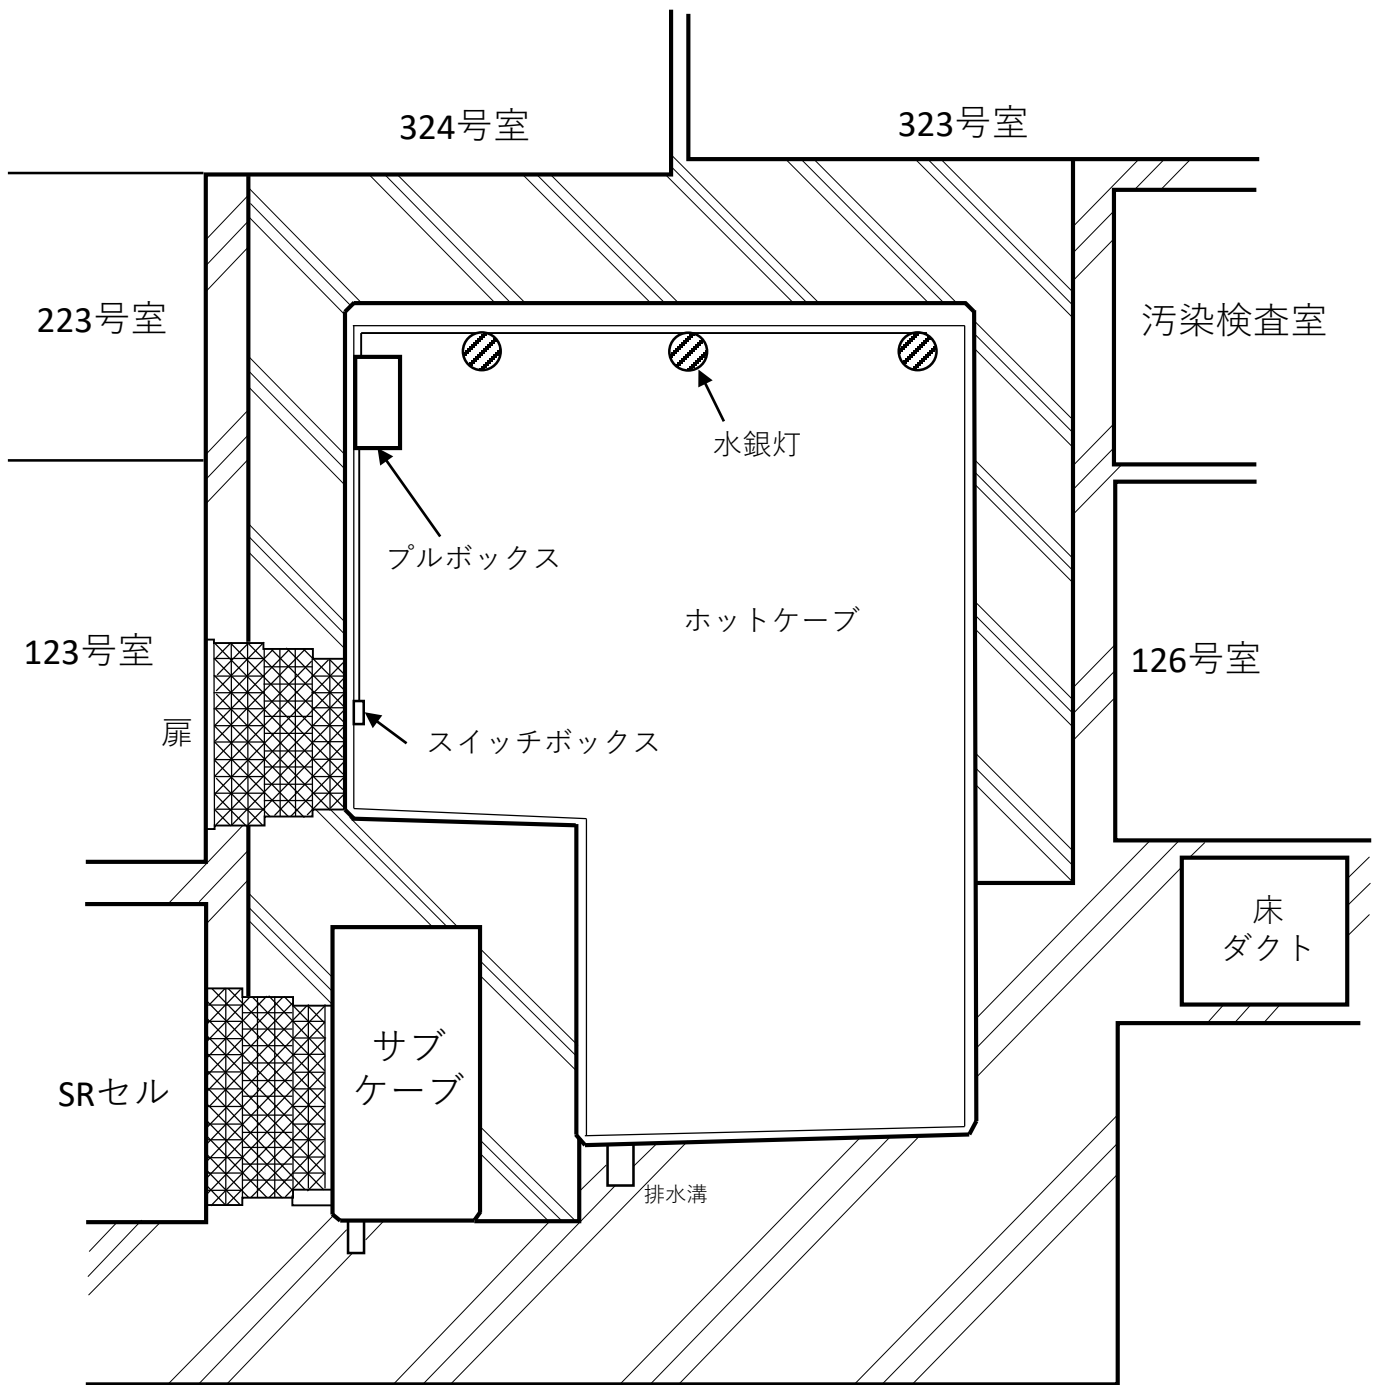 324号室
323号室
223号室
汚染検査室
水銀灯
プルボックス
ホットケーブ
123号室
126号室
扉
スイッチボックス
床
ダクト
サブ
ケーブ
SRセル
排水溝